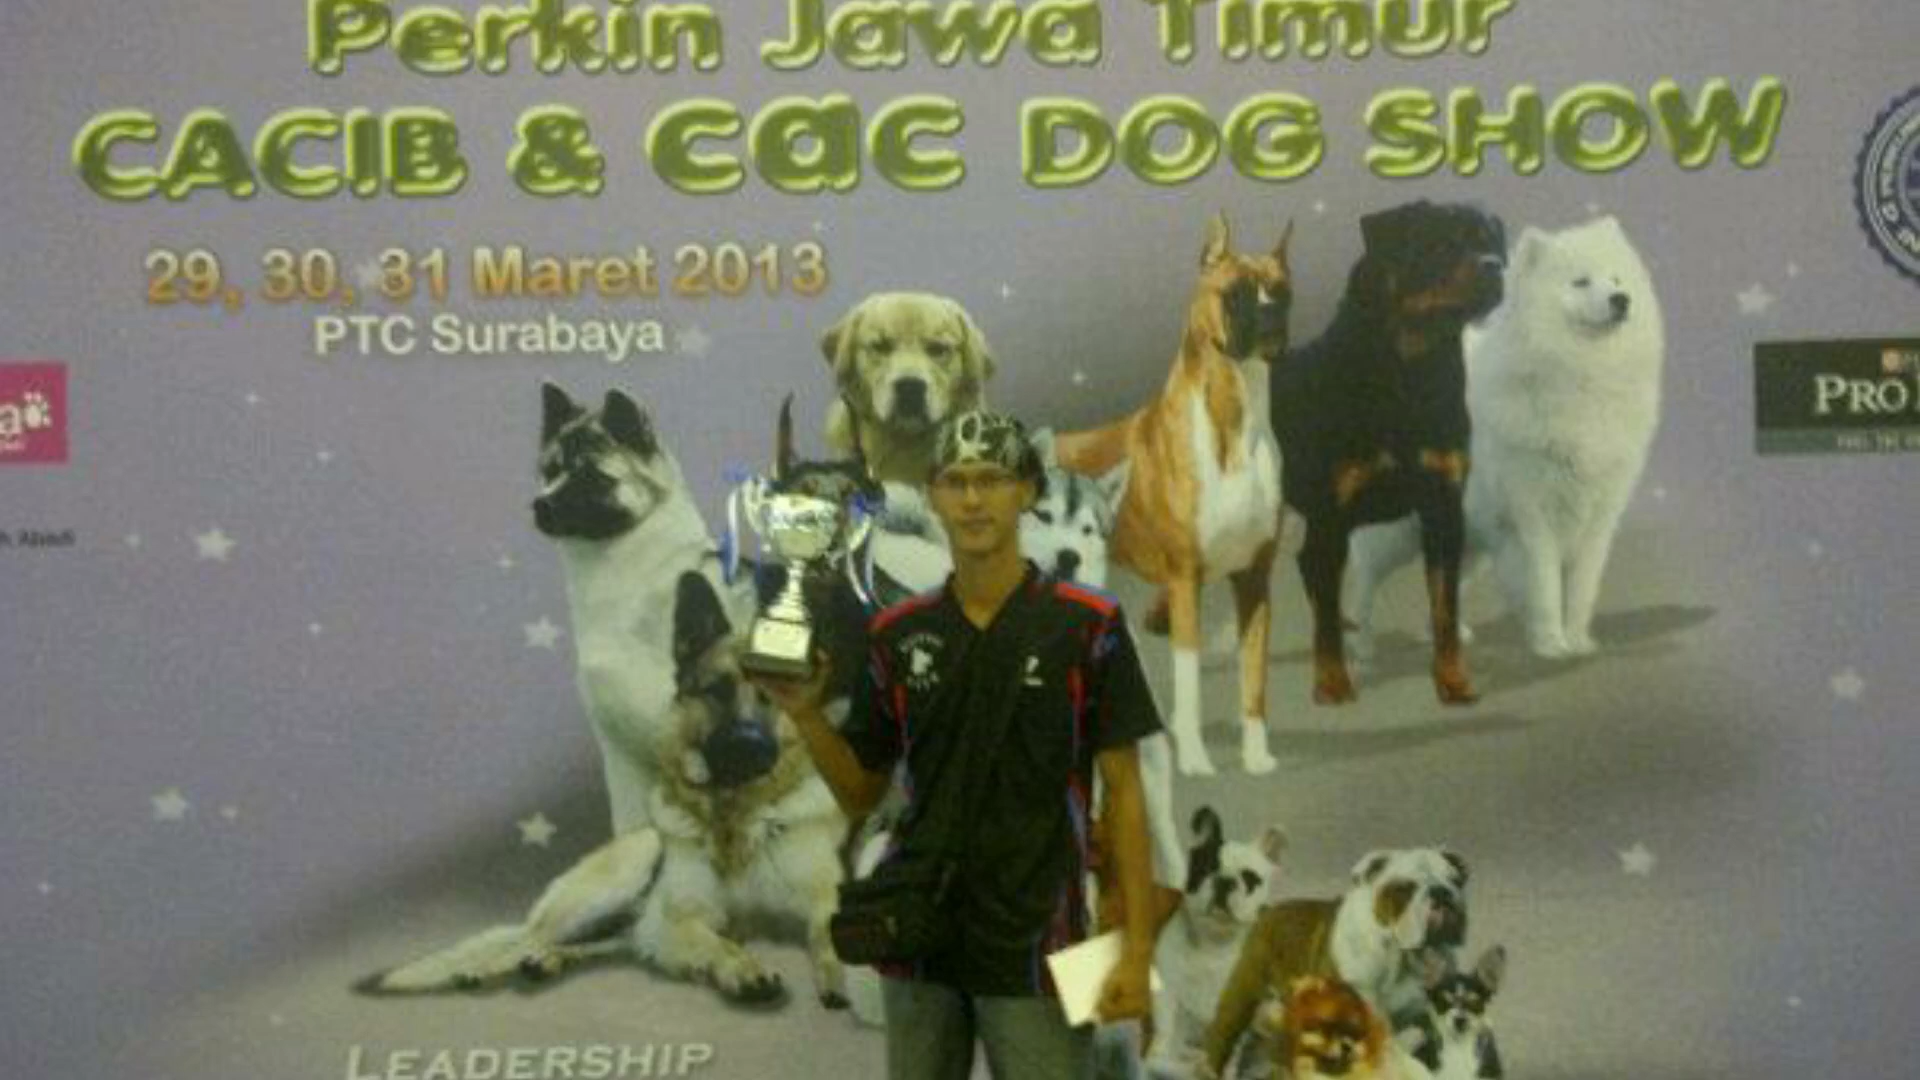 Perkin Jawa Timur
CACIB & CAC DOG SHOW
29, 30, 31 Maret 2013
PTC Surabaya
PRO
LEADERSHIP